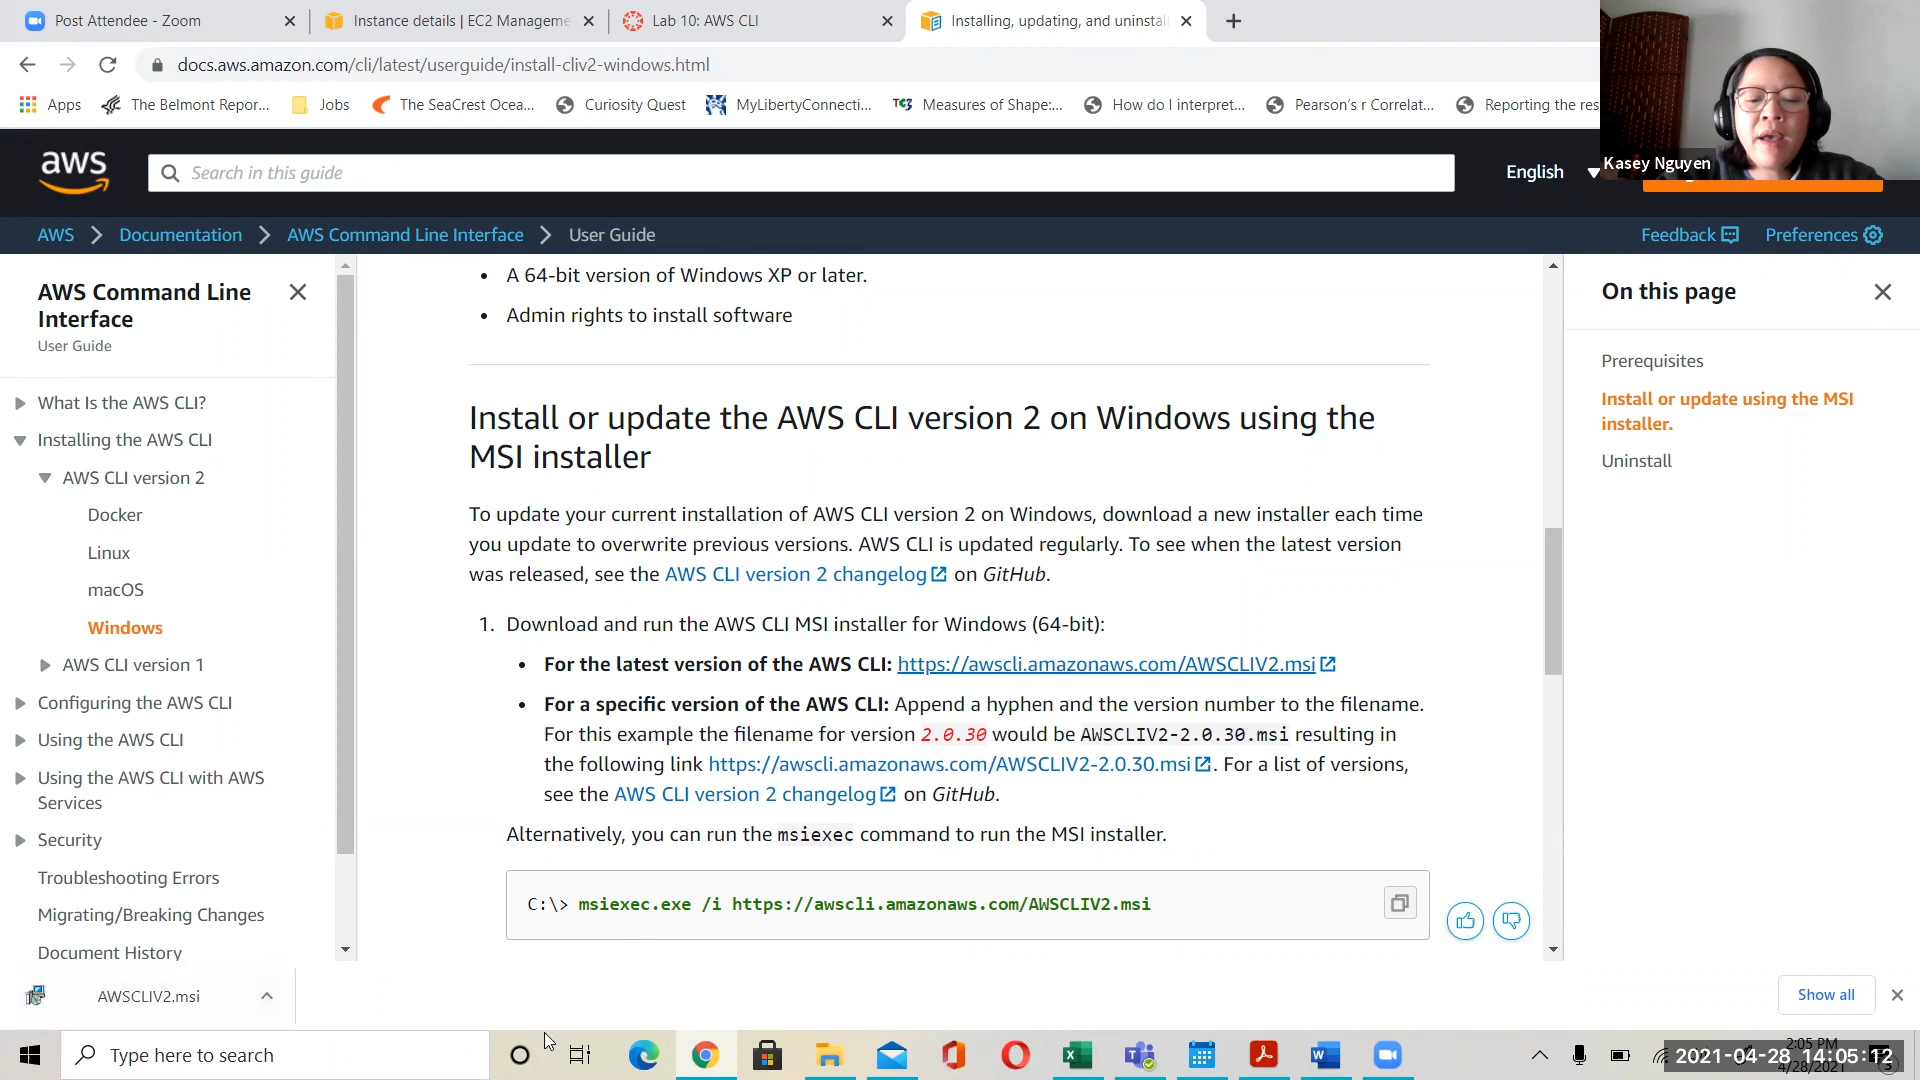 Post Attendee - Zoom
Instance details | EC2 Manageme
Lab 10: AWS CLI
Installing, updating, and uninstal
docs.aws.amazon.com/cli/latest/userguide/install-cliv2-windows.html
Apps
The Belmont Repor...
Jobs
The SeaCrest Ocea...
Curiosity Quest
MyLibertyConnecti...
Measures of Shape:...
How do I interpret...
Pearson's r Correlat...
Reporting the res
Kasey Nguyen
aws
Search in this guide
English
AWS
Documentation
AWS Command Line Interface
User Guide
Feedback
Preferences
AWS Command Line
Interface
User Guide
What Is the AWS CLI?
Installing the AWS CLI
AWS CLI version 2
Docker
Linux
macOS
Windows
AWS CLI version 1
Configuring the AWS CLI
Using the AWS CLI
Using the AWS CLI with AWS
Services
Security
Troubleshooting Errors
Migrating/Breaking Changes
Document History
• A 64-bit version of Windows XP or later.
• Admin rights to install software
Install or update the AWS CLI version 2 on Windows using the
MSI installer
To update your current installation of AWS CLI version 2 on Windows, download a new installer each time
you update to overwrite previous versions. AWS CLI is updated regularly. To see when the latest version
was released, see the AWS CLI version 2 changelog on GitHub.
1. Download and run the AWS CLI MSI installer for Windows (64-bit):
• For the latest version of the AWS CLI: https://awscli.amazonaws.com/AWSCLIV2.msi
• For a specific version of the AWS CLI: Append a hyphen and the version number to the filename.
For this example the filename for version 2.0.30 would be AWSCLIV2-2.0.30.msi resulting in
the following link https://awscli.amazonaws.com/AWSCLIV2-2.0.30.msi. For a list of versions,
see the AWS CLI version 2 changelog on GitHub.
Alternatively, you can run the msiexec command to run the MSI installer.
C:\> msiexec.exe /i https://awscli.amazonaws.com/AWSCLIV2.msi
On this page
Prerequisites
Install or update using the MSI
installer.
Uninstall
AWSCLIV2.msi
Show all
Type here to search
2:05 PM
2021-04-28 14:05:12
4/28/2021